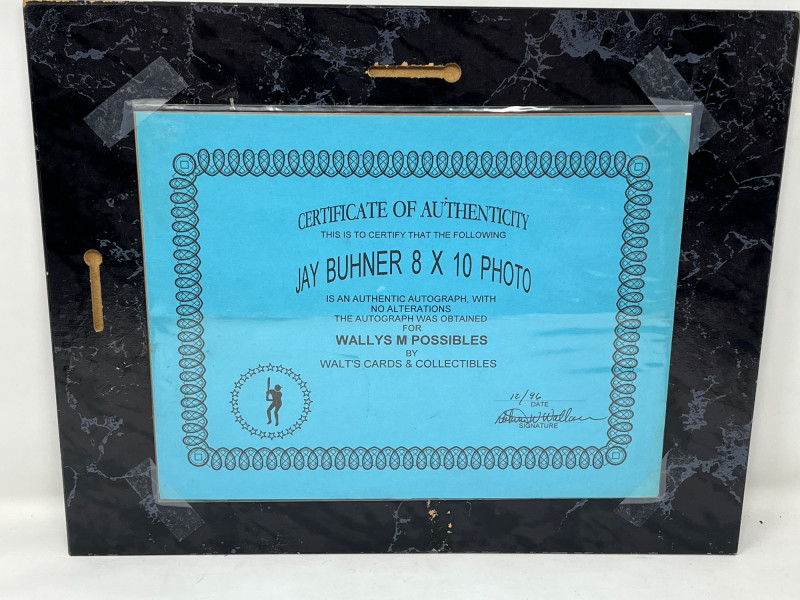 CERTIFICATE OF AUTHENTICITY
THIS IS TO CERTIFY THAT THE FOLLOWING
JAY BUHNER 8 X 10 PHOTO
IS AN AUTHENTIC AUTOGRAPH, WITH
NO ALTERATIONS
THE AUTOGRAPH WAS OBTAINED
FOR
WALLYS M POSSIBLES
BY
WALT'S CARDS & COLLECTIBLES
12/96
DATE
SIGNATURE